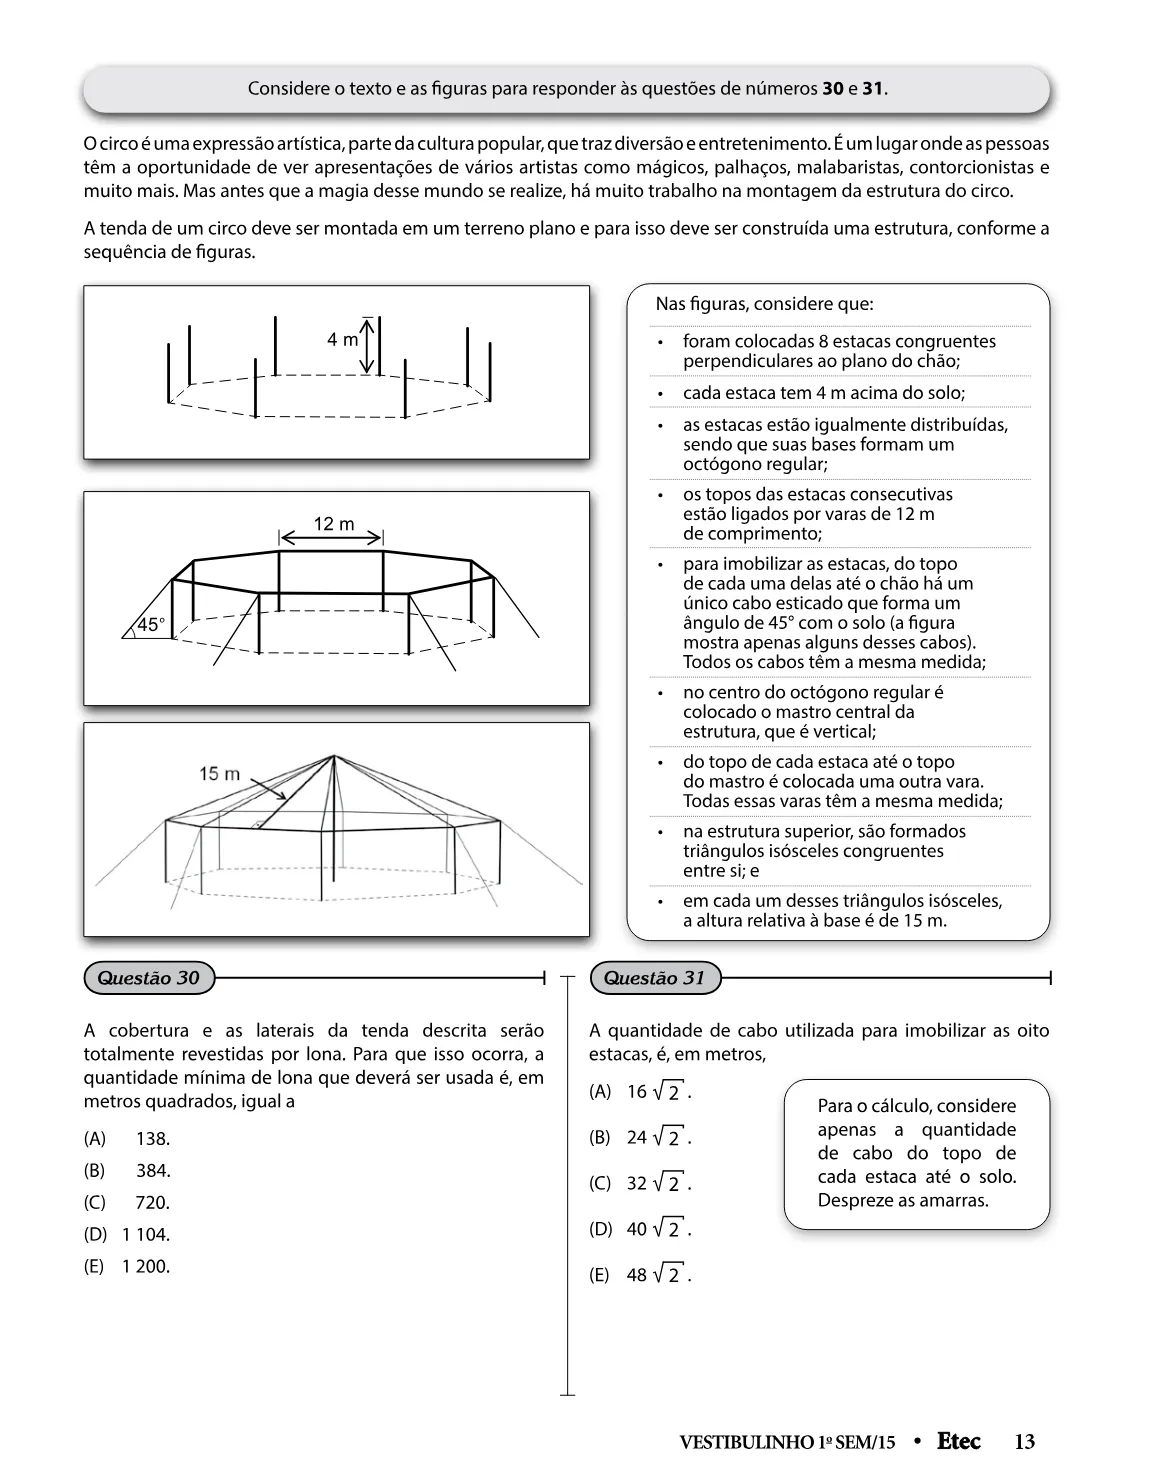 Considere o texto e as figuras para responder às questões de números 30 e 31.
O circo é uma expressão artística, parte da cultura popular, que traz diversão e entretenimento. É um lugar onde as pessoas
têm a oportunidade de ver apresentações de vários artistas como mágicos, palhaços, malabaristas, contorcionistas e
muito mais. Mas antes que a magia desse mundo se realize, há muito trabalho na montagem da estrutura do circo.
A tenda de um circo deve ser montada em um terreno plano e para isso deve ser construída uma estrutura, conforme a
sequência de figuras.
4 m
12 m
45°
15 m
Nas figuras, considere que:
• foram colocadas 8 estacas congruentes
perpendiculares ao plano do chão;
• cada estaca tem 4 m acima do solo;
• as estacas estão igualmente distribuídas,
sendo que suas bases formam um
octógono regular;
• os topos das estacas consecutivas
estão ligados por varas de 12 m
de comprimento;
• para imobilizar as estacas, do topo
de cada uma delas até o chão há um
único cabo esticado que forma um
ângulo de 45° com o solo (a figura
mostra apenas alguns desses cabos).
Todos os cabos têm a mesma medida;
• no centro do octógono regular é
colocado o mastro central da
estrutura, que é vertical;
• do topo de cada estaca até o topo
do mastro é colocada uma outra vara.
Todas essas varas têm a mesma medida;
• na estrutura superior, são formados
triângulos isósceles congruentes
entre si; e
• em cada um desses triângulos isósceles,
a altura relativa à base é de 15 m.
Questão 30
A cobertura e as laterais da tenda descrita serão
totalmente revestidas por lona. Para que isso ocorra, a
quantidade mínima de lona que deverá ser usada é, em
metros quadrados, igual a
(A) 138.
(B) 384.
(C) 720.
(D) 1 104.
(E) 1 200.
Questão 31
A quantidade de cabo utilizada para imobilizar as oito
estacas, é, em metros,
(A) 16 √2 .
(B) 24 √2 .
(C) 32 √2 .
(D) 40 √2 .
(E) 48 √2 .
Para o cálculo, considere
apenas a quantidade
de cabo do topo de
cada estaca até o solo.
Despreze as amarras.
VESTIBULINHO 1º SEM/15 • Etec 13